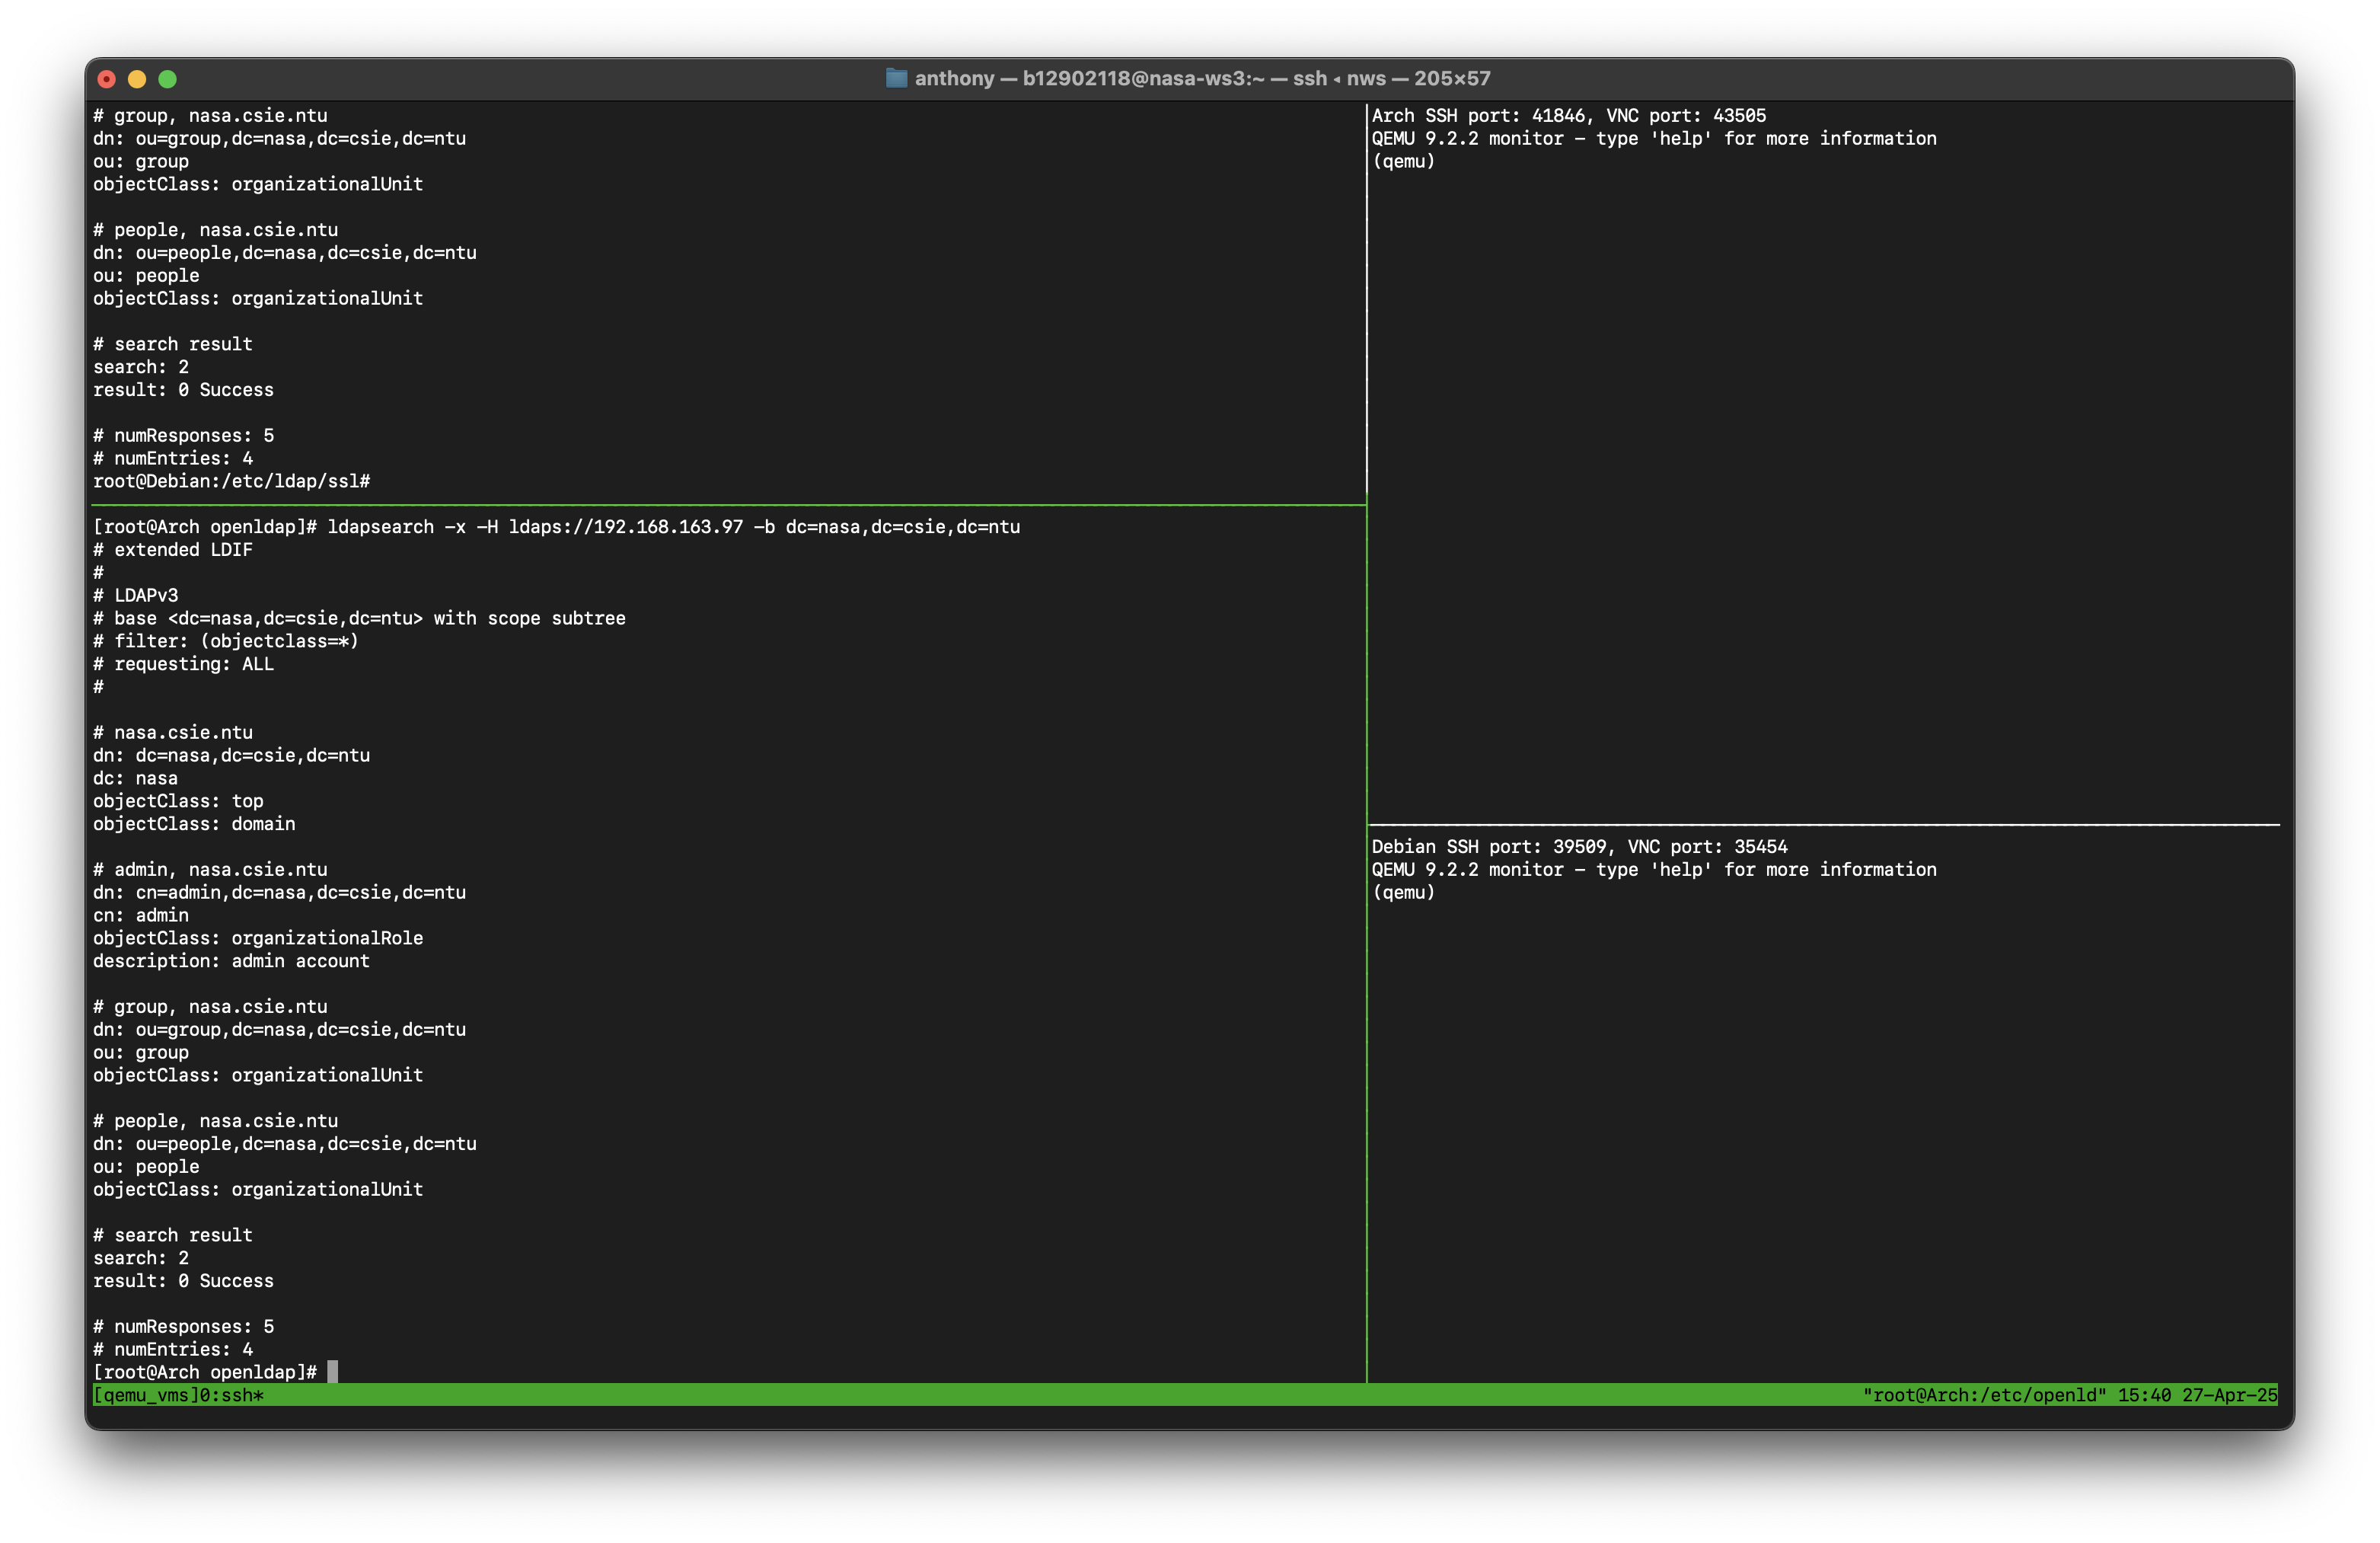 anthony — b12902118@nasa-ws3:~ — ssh ◂ nws — 205×57
# group, nasa.csie.ntu
dn: ou=group,dc=nasa,dc=csie,dc=ntu
ou: group
objectClass: organizationalUnit
# people, nasa.csie.ntu
dn: ou=people,dc=nasa,dc=csie,dc=ntu
ou: people
objectClass: organizationalUnit
# search result
search: 2
result: 0 Success
# numResponses: 5
# numEntries: 4
root@Debian:/etc/ldap/ssl#
[root@Arch openldap]# ldapsearch -x -H ldaps://192.168.163.97 -b dc=nasa,dc=csie,dc=ntu
# extended LDIF
#
# LDAPv3
# base <dc=nasa,dc=csie,dc=ntu> with scope subtree
# filter: (objectclass=*)
# requesting: ALL
#
# nasa.csie.ntu
dn: dc=nasa,dc=csie,dc=ntu
dc: nasa
objectClass: top
objectClass: domain
# admin, nasa.csie.ntu
dn: cn=admin,dc=nasa,dc=csie,dc=ntu
cn: admin
objectClass: organizationalRole
description: admin account
# group, nasa.csie.ntu
dn: ou=group,dc=nasa,dc=csie,dc=ntu
ou: group
objectClass: organizationalUnit
# people, nasa.csie.ntu
dn: ou=people,dc=nasa,dc=csie,dc=ntu
ou: people
objectClass: organizationalUnit
# search result
search: 2
result: 0 Success
# numResponses: 5
# numEntries: 4
[root@Arch openldap]#
Arch SSH port: 41846, VNC port: 43505
QEMU 9.2.2 monitor - type 'help' for more information
(qemu)
Debian SSH port: 39509, VNC port: 35454
QEMU 9.2.2 monitor - type 'help' for more information
(qemu)
[qemu_vms]0:ssh* "root@Arch:/etc/openld" 15:40 27-Apr-25